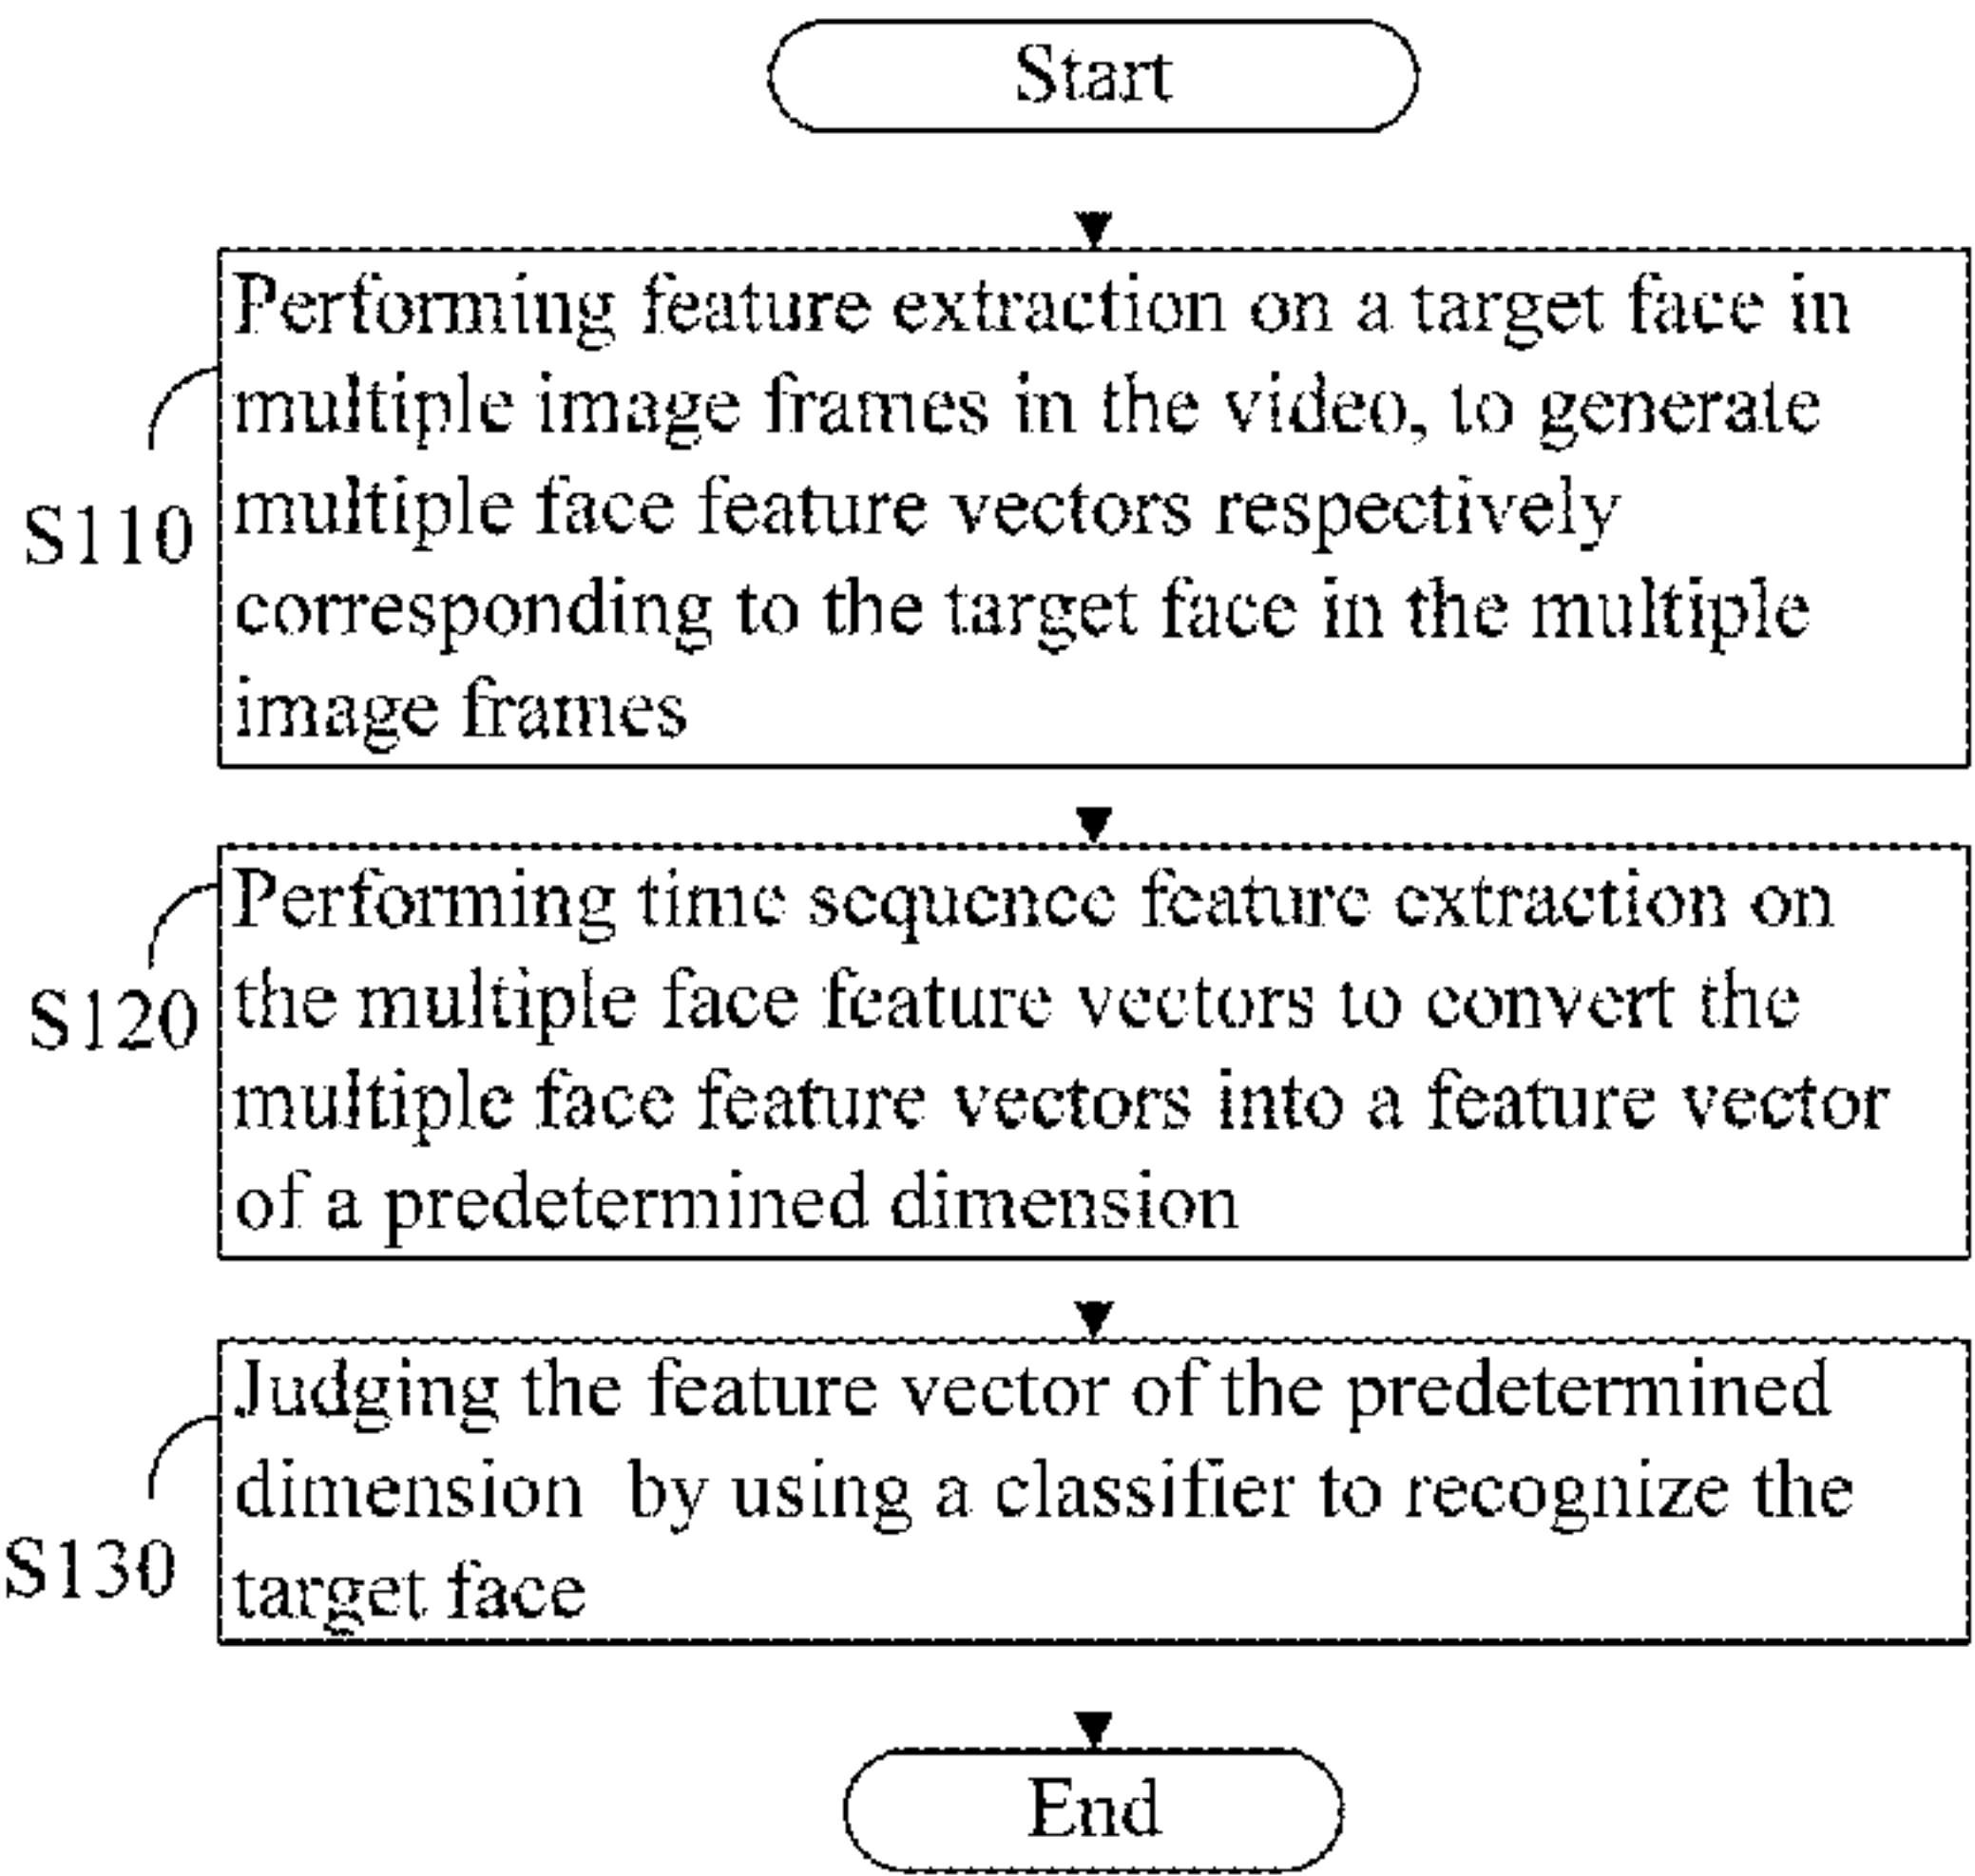 Start
Performing feature extraction on a target face in
multiple image frames in the video, to generate
multiple face feature vectors respectively
corresponding to the target face in the multiple
image frames
S110
Performing time sequence feature extraction on
the multiple face feature vectors to convert the
multiple face feature vectors into a feature vector
of a predetermined dimension
S120
Judging the feature vector of the predetermined
dimension by using a classifier to recognize the
target face
S130
End